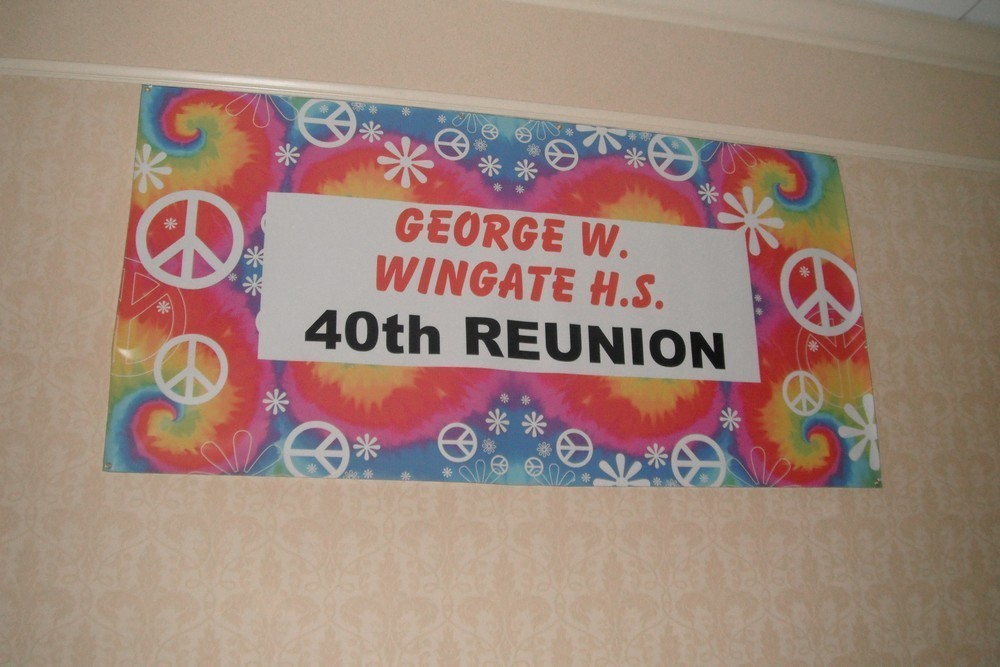 GEORGE W.
WINGATE H.S.
40th REUNION